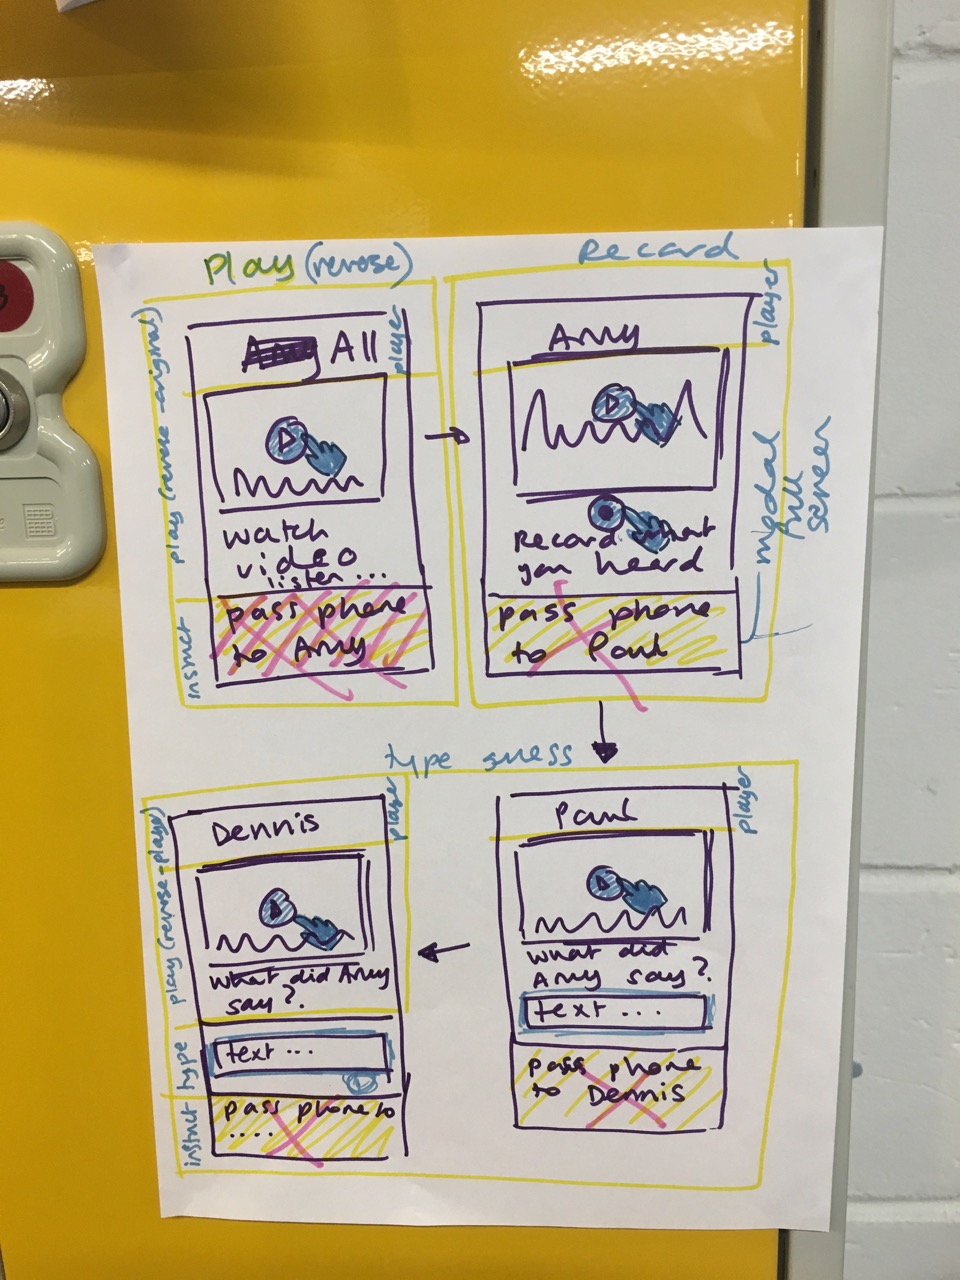 Play (reverse)
Record
play (reverse - original)
player
All
watch
video
listen ...
instruct
pass phone
to Amy
player
Amy
Record what
you heard
pass phone
to Paul
modal
full
screen
type guess
play (reverse - player)
player
Dennis
What did Amy
say?
type
text ...
instruct
pass phone to
....
player
Paul
What did
Amy say?
text ...
pass phone
to Dennis